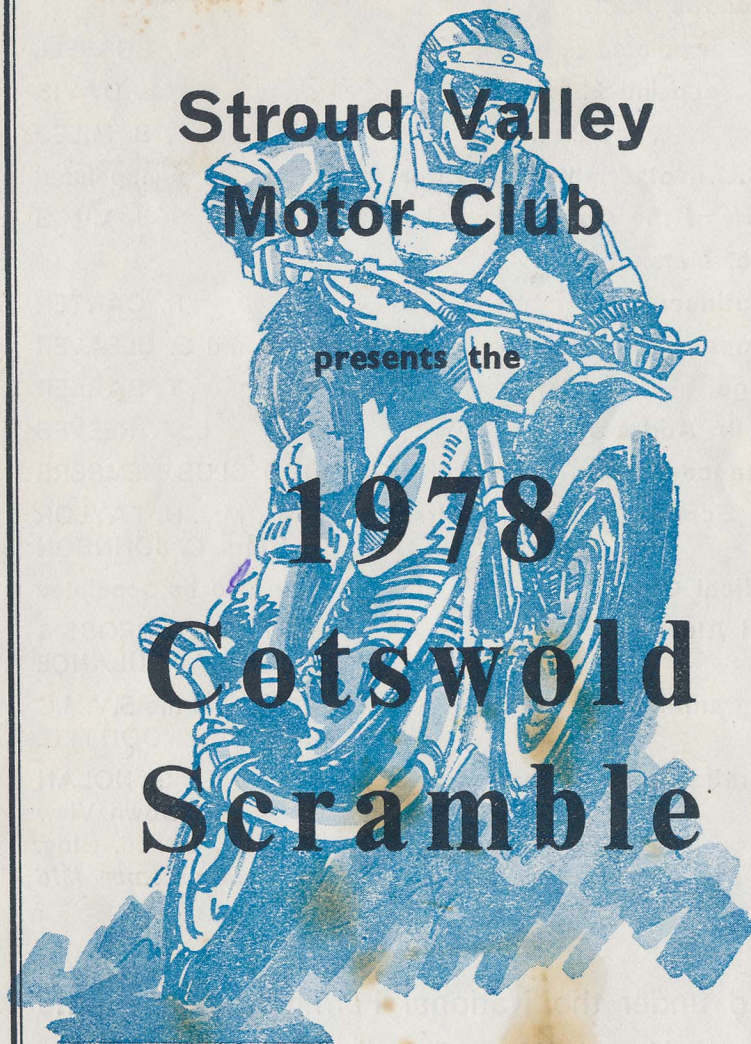 Stroud Valley
Motor Club
presents the
1978
Cotswold
Scramble